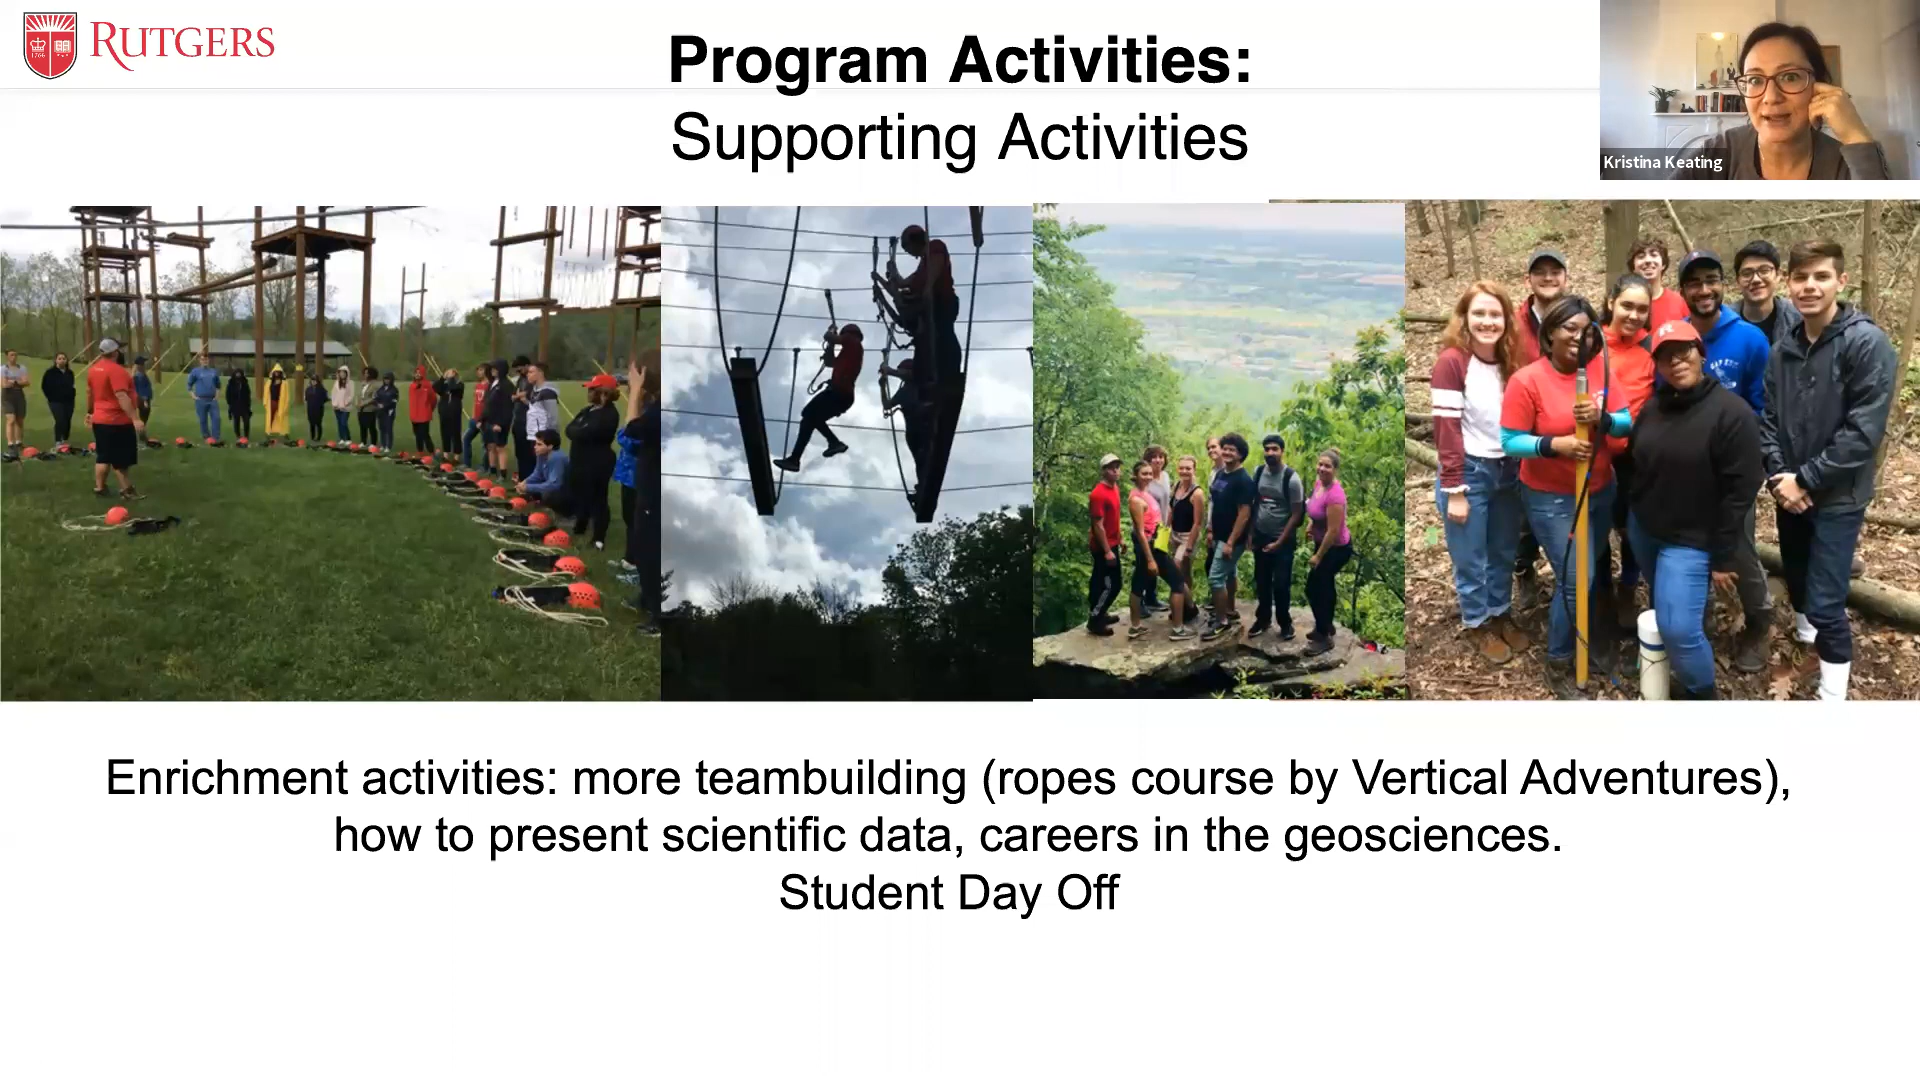 RUTGERS
Program Activities:
Supporting Activities
Kristina Keating
Enrichment activities: more teambuilding (ropes course by Vertical Adventures),
how to present scientific data, careers in the geosciences.
Student Day Off